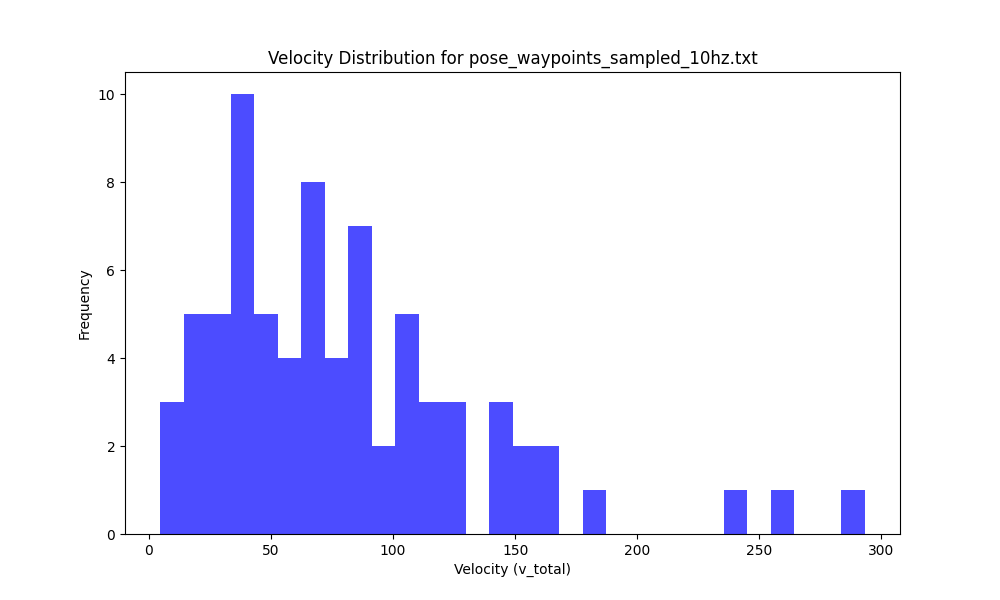 Velocity Distribution for pose_waypoints_sampled_10hz.txt
10
8
6
4
2
0
Frequency
0 50 100 150 200 250 300
Velocity (v_total)